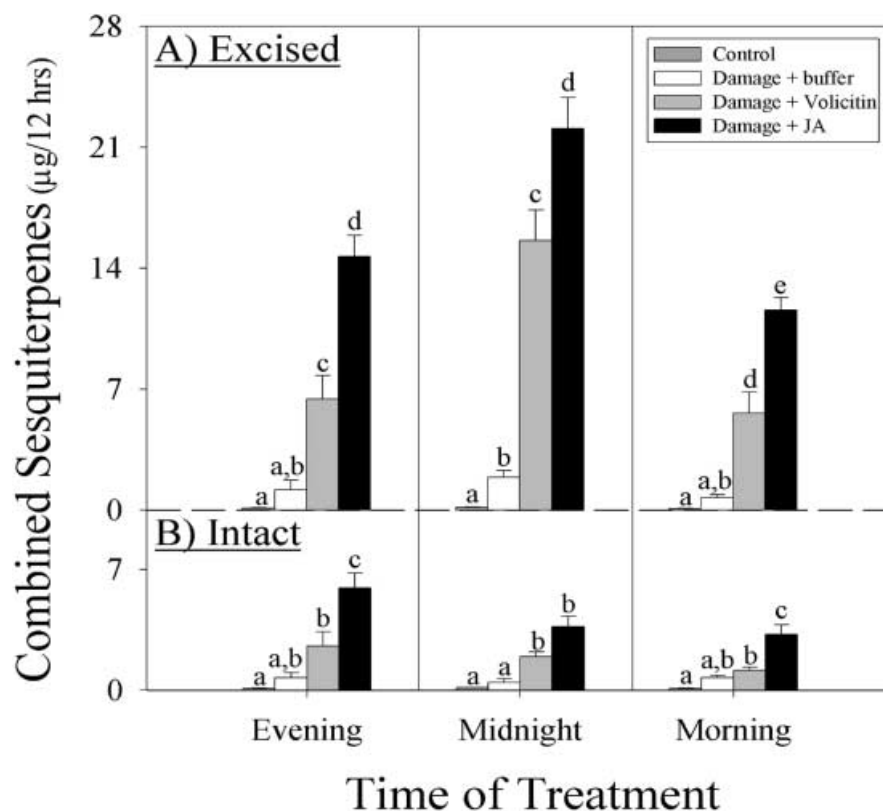 28
A) Excised
Control
Damage + buffer
Damage + Volicitin
Damage + JA
d
21
c
d
14
e
c
d
7
a,b
b
a,b
a
a
a
0
B) Intact
7
c
b
b
c
b
a,b
a
a,b
b
a
a
a
0
Evening
Midnight
Morning
Time of Treatment
Combined Sesquiterpenes (µg/12 hrs)